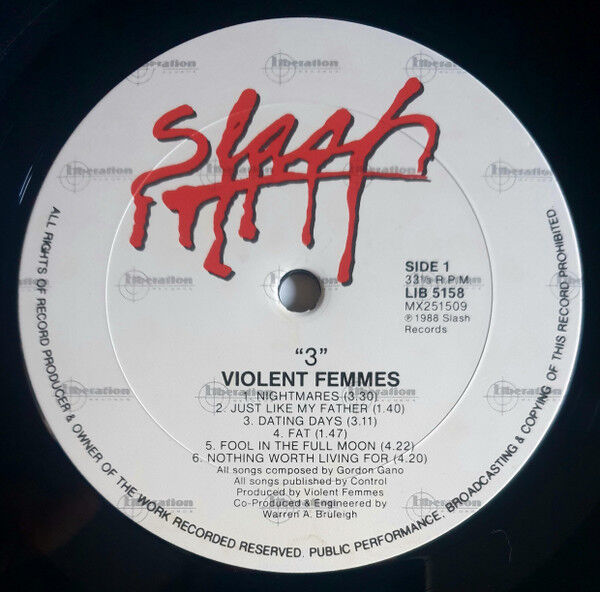 Slash
Liberation
RECORDS
SIDE 1
33⅓ R.P.M
LIB 5158
MX251509
℗ 1988 Slash
Records
"3"
VIOLENT FEMMES
1. NIGHTMARES (3.30)
2. JUST LIKE MY FATHER (1.40)
3. DATING DAYS (3.11)
4. FAT (1.47)
5. FOOL IN THE FULL MOON (4.22)
6. NOTHING WORTH LIVING FOR (4.20)
All songs composed by Gordon Gano
All songs published by Control
Produced by Violent Femmes
Co-Produced & Engineered by
Warren A. Bruleigh
ALL RIGHTS OF RECORD PRODUCER & OWNER OF THE WORK RECORDED RESERVED. PUBLIC PERFORMANCE, BROADCASTING & COPYING OF THIS RECORD PROHIBITED.